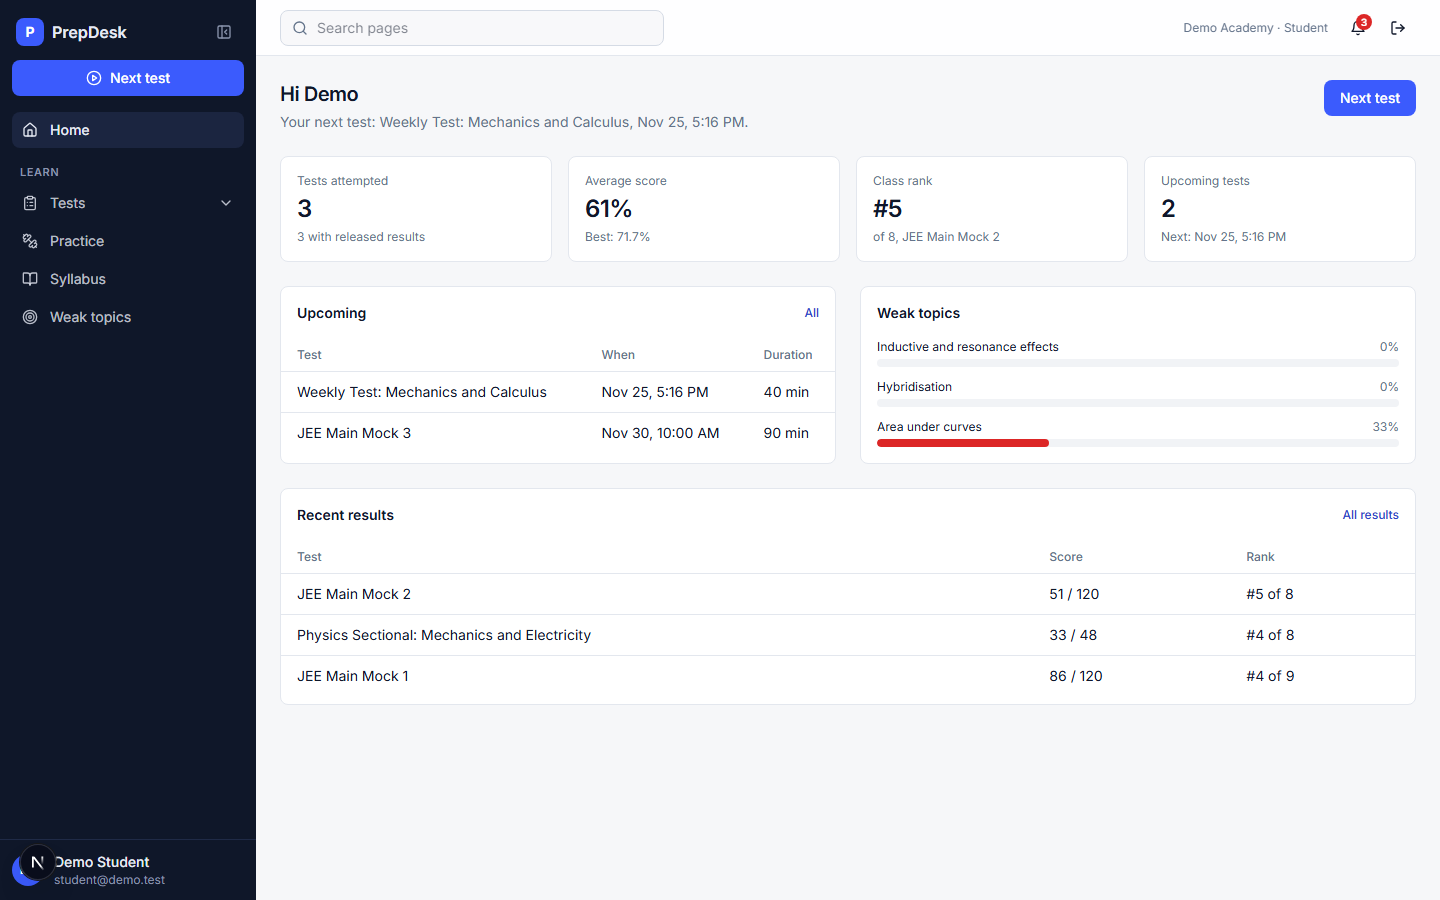 P PrepDesk
Next test
Home
LEARN
Tests
Practice
Syllabus
Weak topics
N Demo Student
student@demo.test
Search pages
Demo Academy · Student
3
Hi Demo
Your next test: Weekly Test: Mechanics and Calculus, Nov 25, 5:16 PM.
Next test
Tests attempted
3
3 with released results
Average score
61%
Best: 71.7%
Class rank
#5
of 8, JEE Main Mock 2
Upcoming tests
2
Next: Nov 25, 5:16 PM
Upcoming All
Test When Duration
Weekly Test: Mechanics and Calculus Nov 25, 5:16 PM 40 min
JEE Main Mock 3 Nov 30, 10:00 AM 90 min
Weak topics
Inductive and resonance effects 0%
Hybridisation 0%
Area under curves 33%
Recent results All results
Test Score Rank
JEE Main Mock 2 51 / 120 #5 of 8
Physics Sectional: Mechanics and Electricity 33 / 48 #4 of 8
JEE Main Mock 1 86 / 120 #4 of 9